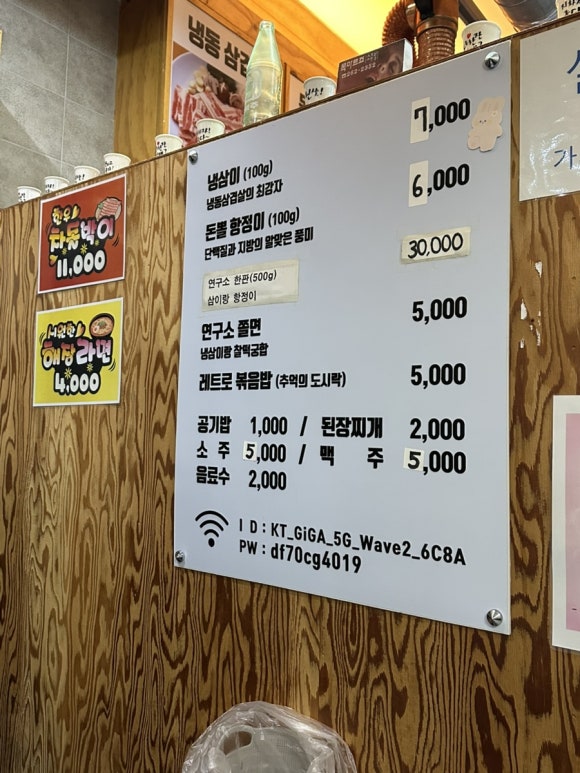 냉동 삼겹
7,000
냉삼이 (100g)
냉동삼겹살의 최강자
6,000
돈볼 항정이 (100g)
단백질과 지방의 알맞은 풍미
30,000
연구소 한판(500g)
삼이랑 항정이
5,000
연구소 쫄면
냉삼이랑 찰떡궁합
레트로 볶음밥 (추억의 도시락) 5,000
공기밥 1,000 / 된장찌개 2,000
소주 5,000 / 맥주 5,000
음료수 2,000
I D : KT_GiGA_5G_Wave2_6C8A
PW : df70cg4019
한우
차돌박이
11,000
해장라면
4,000
가